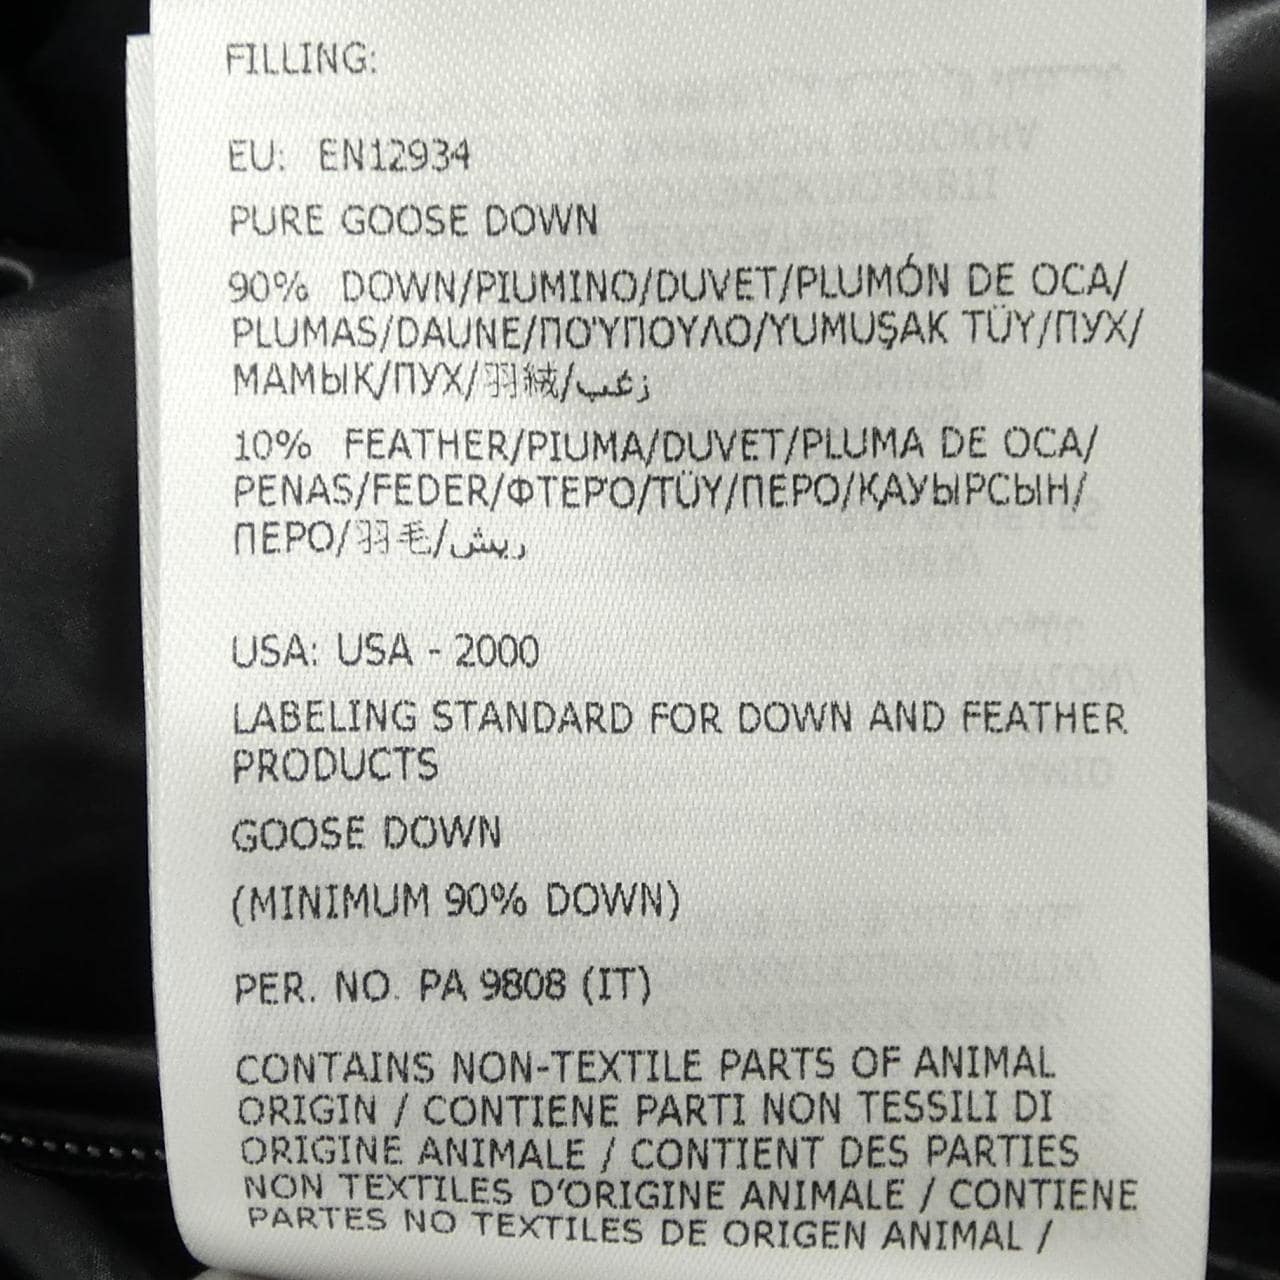 FILLING:
EU: EN12934
PURE GOOSE DOWN
90% DOWN/PIUMINO/DUVET/PLUMÓN DE OCA/
PLUMAS/DAUNE/ΠΟΎΠΟΥΛΟ/YUMUŞAK TÜY/ПУХ/
МАМЫҚ/ПУХ/羽絨/زغب
10% FEATHER/PIUMA/DUVET/PLUMA DE OCA/
PENAS/FEDER/ΦΤΕΡΌ/TÜY/ПЕРО/ҚАУЫРСЫН/
ПЕРО/羽毛/ريش
USA: USA - 2000
LABELING STANDARD FOR DOWN AND FEATHER
PRODUCTS
GOOSE DOWN
(MINIMUM 90% DOWN)
PER. NO. PA 9808 (IT)
CONTAINS NON-TEXTILE PARTS OF ANIMAL
ORIGIN / CONTIENE PARTI NON TESSILI DI
ORIGINE ANIMALE / CONTIENT DES PARTIES
NON TEXTILES D'ORIGINE ANIMALE / CONTIENE
PARTES NO TEXTILES DE ORIGEN ANIMAL /